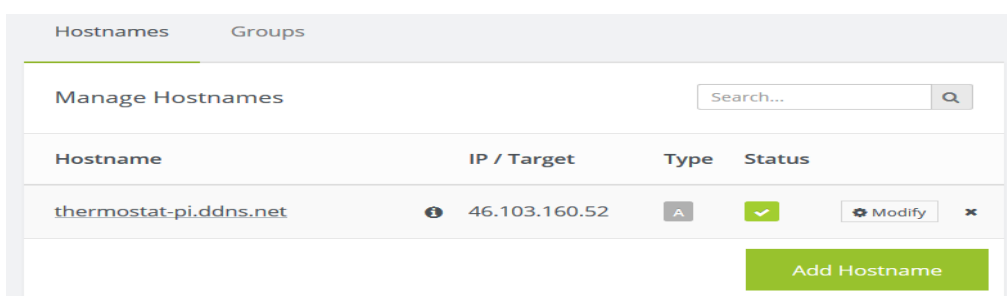 Hostnames Groups
Manage Hostnames Search...
Hostname IP / Target Type Status
thermostat-pi.ddns.net 46.103.160.52 A Modify
Add Hostname